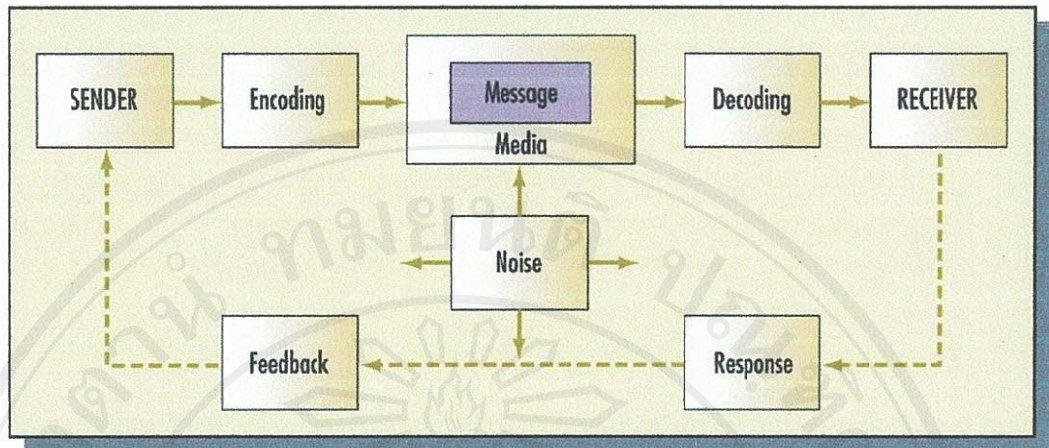 SENDER
Encoding
Message
Media
Decoding
RECEIVER
Noise
Feedback
Response